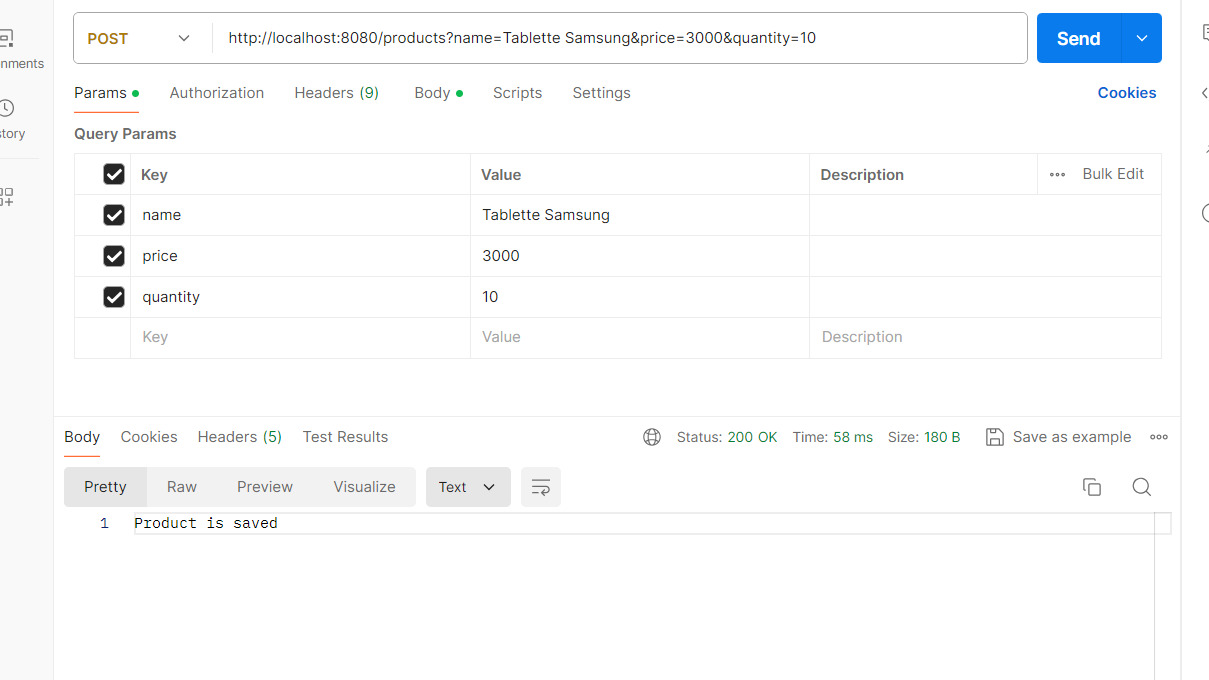 POST
http://localhost:8080/products?name=Tablette Samsung&price=3000&quantity=10
Send
nments
Params
Authorization
Headers (9)
Body
Scripts
Settings
Cookies
story
Query Params
Key
Value
Description
Bulk Edit
name
Tablette Samsung
price
3000
quantity
10
Key
Value
Description
Body
Cookies
Headers (5)
Test Results
Status: 200 OK
Time: 58 ms
Size: 180 B
Save as example
Pretty
Raw
Preview
Visualize
Text
1
Product is saved